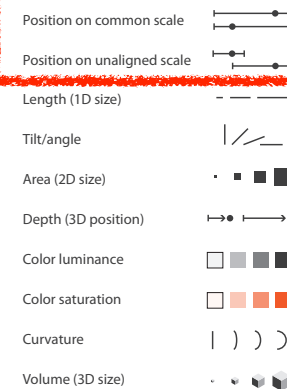 Position on common scale
Position on unaligned scale
Length (1D size)
Tilt/angle
Area (2D size)
Depth (3D position)
Color luminance
Color saturation
Curvature
Volume (3D size)